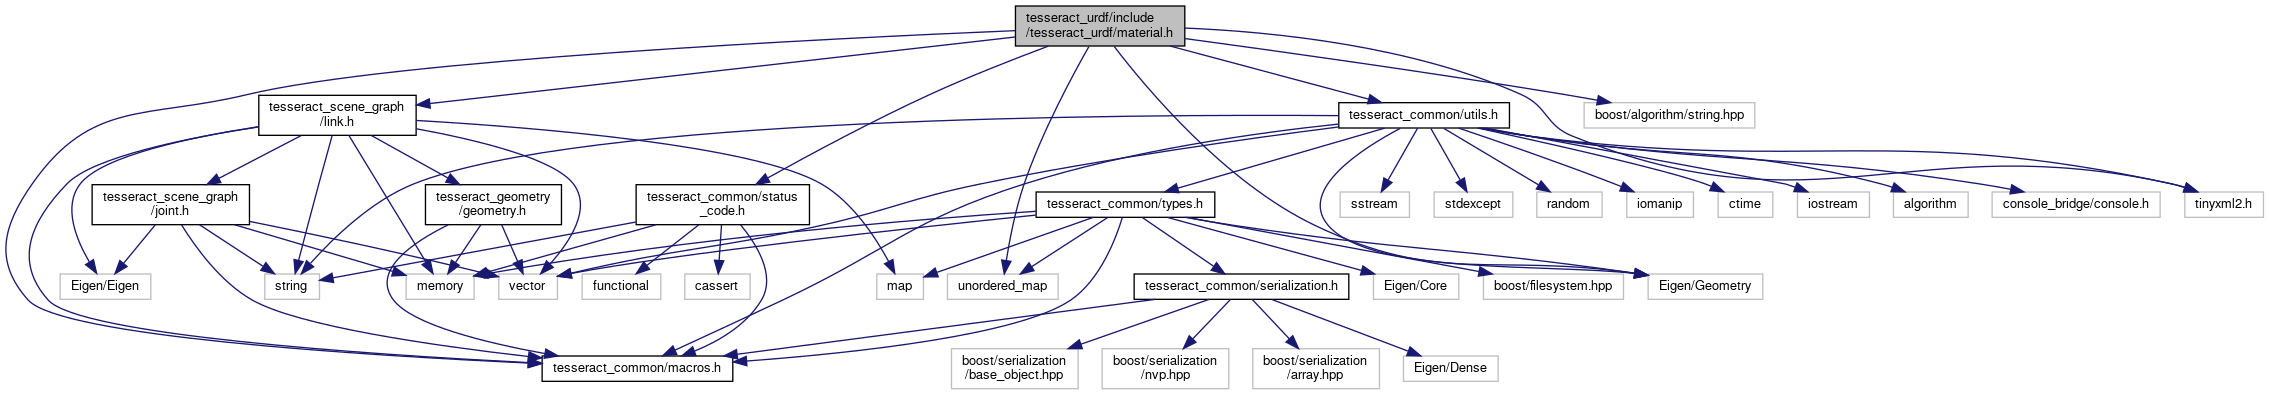 tesseract_urdf/include
/tesseract_urdf/material.h
tesseract_scene_graph
/link.h
tesseract_common/utils.h
boost/algorithm/string.hpp
tesseract_scene_graph
/joint.h
tesseract_geometry
/geometry.h
tesseract_common/status
_code.h
tesseract_common/types.h
sstream
stdexcept
random
iomanip
ctime
iostream
algorithm
console_bridge/console.h
tinyxml2.h
Eigen/Eigen
string
memory
vector
functional
cassert
map
unordered_map
tesseract_common/serialization.h
Eigen/Core
boost/filesystem.hpp
Eigen/Geometry
tesseract_common/macros.h
boost/serialization
/base_object.hpp
boost/serialization
/nvp.hpp
boost/serialization
/array.hpp
Eigen/Dense